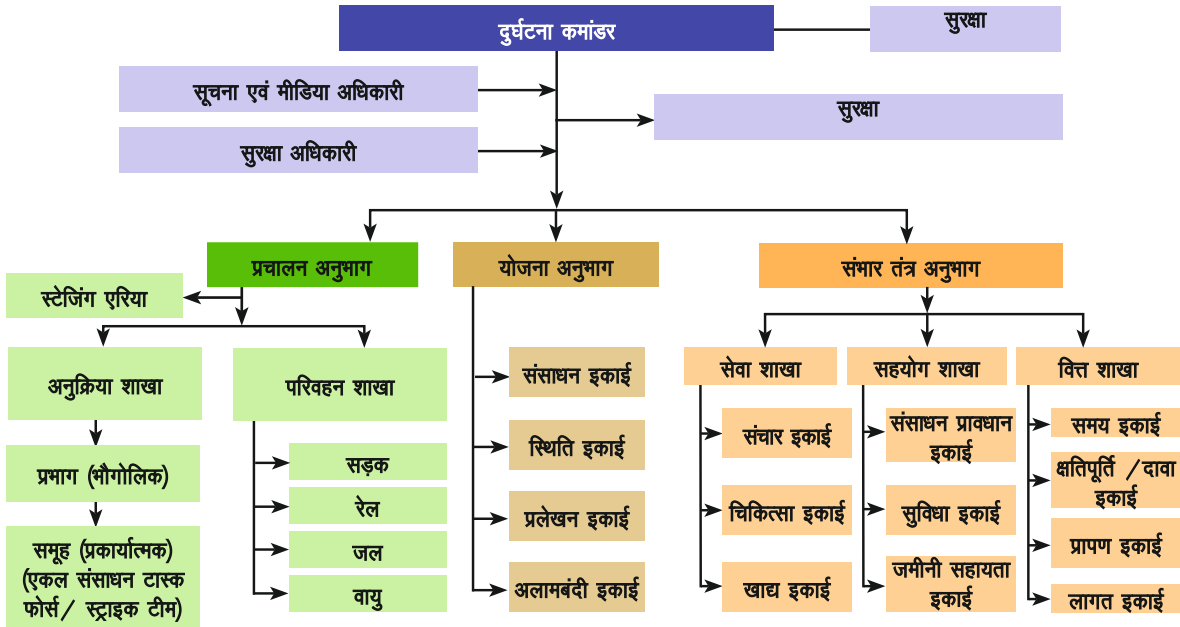 दुर्घटना कमांडर
सुरक्षा
सूचना एवं मीडिया अधिकारी
सुरक्षा
सुरक्षा अधिकारी
प्रचालन अनुभाग
योजना अनुभाग
संभार तंत्र अनुभाग
स्टेजिंग एरिया
अनुक्रिया शाखा
परिवहन शाखा
प्रभाग (भौगोलिक)
समूह (प्रकार्यात्मक)
(एकल संसाधन टास्क
फोर्स/ स्ट्राइक टीम)
सड़क
रेल
जल
वायु
संसाधन इकाई
स्थिति इकाई
प्रलेखन इकाई
अलामबंदी इकाई
सेवा शाखा
सहयोग शाखा
वित्त शाखा
संचार इकाई
चिकित्सा इकाई
खाद्य इकाई
संसाधन प्रावधान
इकाई
सुविधा इकाई
जमीनी सहायता
इकाई
समय इकाई
क्षतिपूर्ति /दावा
इकाई
प्रापण इकाई
लागत इकाई